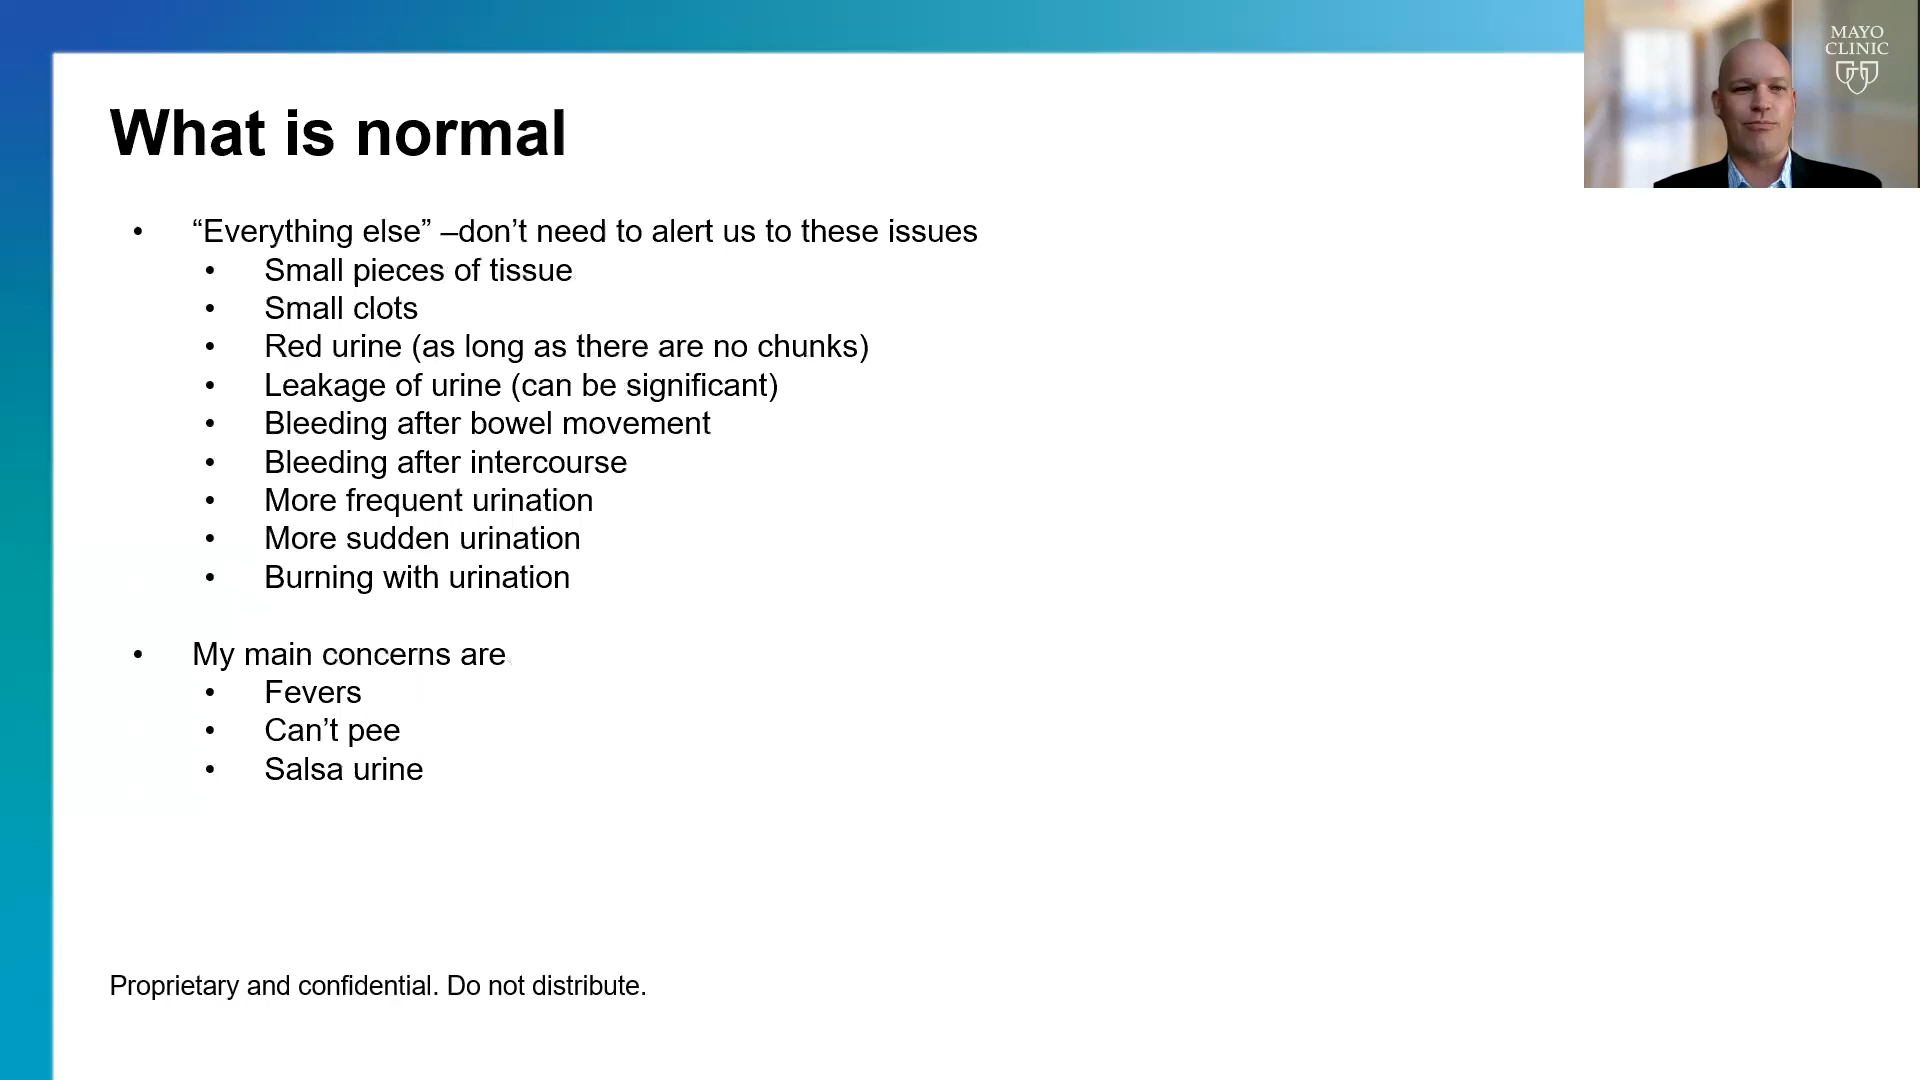 MAYO
CLINIC
What is normal
• “Everything else” –don’t need to alert us to these issues
• Small pieces of tissue
• Small clots
• Red urine (as long as there are no chunks)
• Leakage of urine (can be significant)
• Bleeding after bowel movement
• Bleeding after intercourse
• More frequent urination
• More sudden urination
• Burning with urination
• My main concerns are
• Fevers
• Can’t pee
• Salsa urine
Proprietary and confidential. Do not distribute.